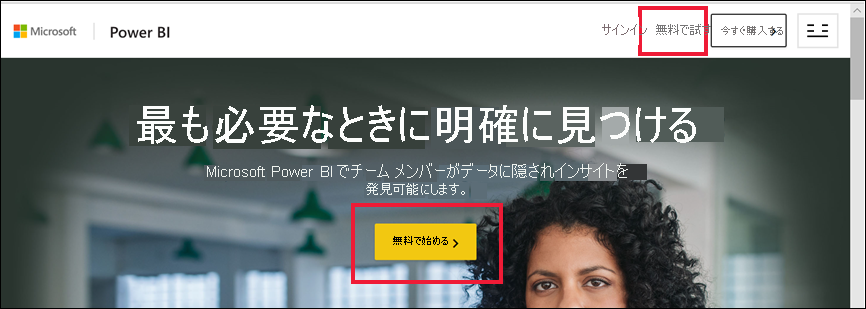 Microsoft Power BI サインイン 無料で試す 今すぐ購入する
最も必要なときに明確に見つける
Microsoft Power BI でチーム メンバーがデータに隠されインサイトを
発見可能にします。
無料で始める